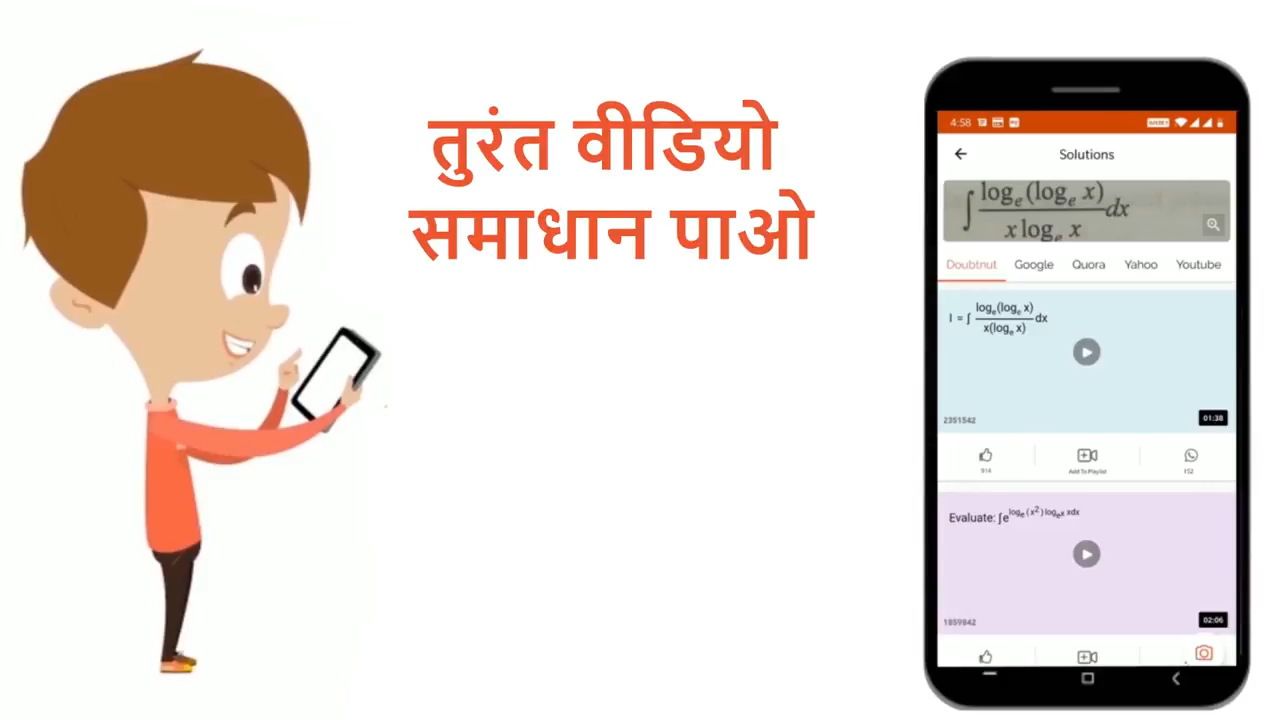 तुरंत वीडियो
समाधान पाओ
4:58
Solutions
∫ logₑ(logₑ x) / x logₑ x dx
Doubtnut Google Quora Yahoo Youtube
I = ∫ logₑ(logₑ x) / x(logₑ x) dx
2351542
01:38
914
Add To Playlist
152
Evaluate: ∫e^logₑ(x²)logₑx xdx
1859842
02:06